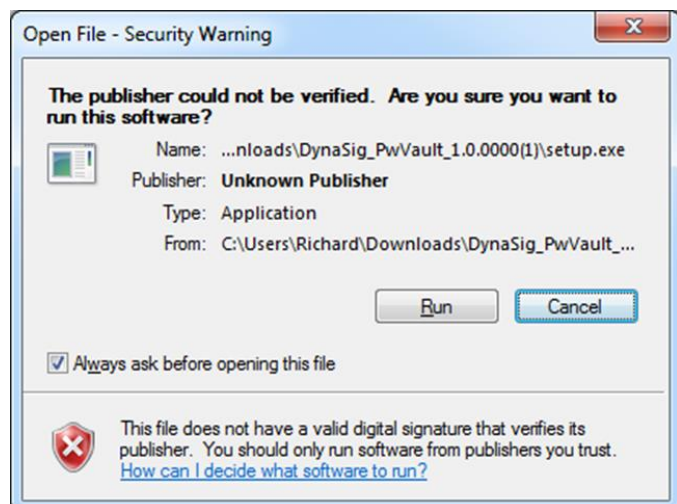 Open File - Security Warning
The publisher could not be verified. Are you sure you want to
run this software?
Name: ...nloads\DynaSig_PwVault_1.0.0000(1)\setup.exe
Publisher: Unknown Publisher
Type: Application
From: C:\Users\Richard\Downloads\DynaSig_PwVault_...
Run Cancel
Always ask before opening this file
This file does not have a valid digital signature that verifies its
publisher. You should only run software from publishers you trust.
How can I decide what software to run?